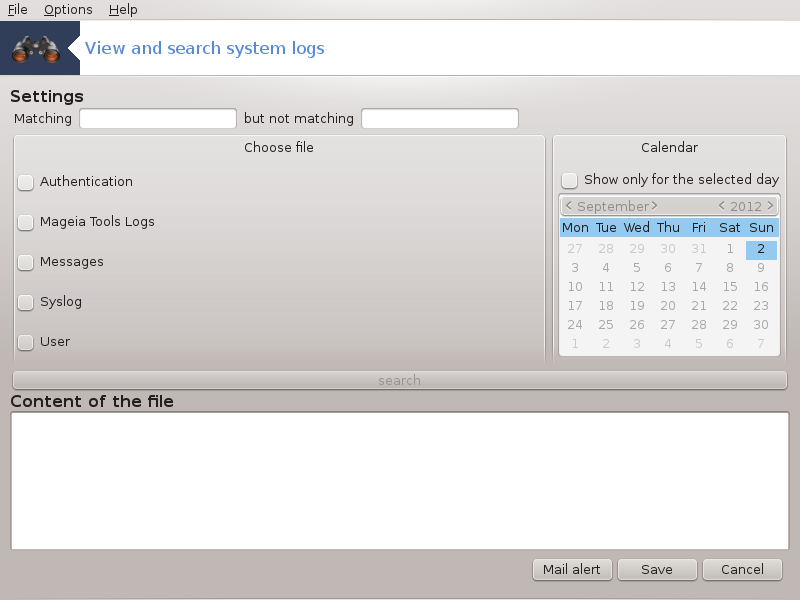 File Options Help
View and search system logs
Settings
Matching but not matching
Choose file
Authentication
Mageia Tools Logs
Messages
Syslog
User
Calendar
Show only for the selected day
< September > < 2012 >
Mon Tue Wed Thu Fri Sat Sun
27 28 29 30 31 1 2
3 4 5 6 7 8 9
10 11 12 13 14 15 16
17 18 19 20 21 22 23
24 25 26 27 28 29 30
1 2 3 4 5 6 7
search
Content of the file
Mail alert Save Cancel